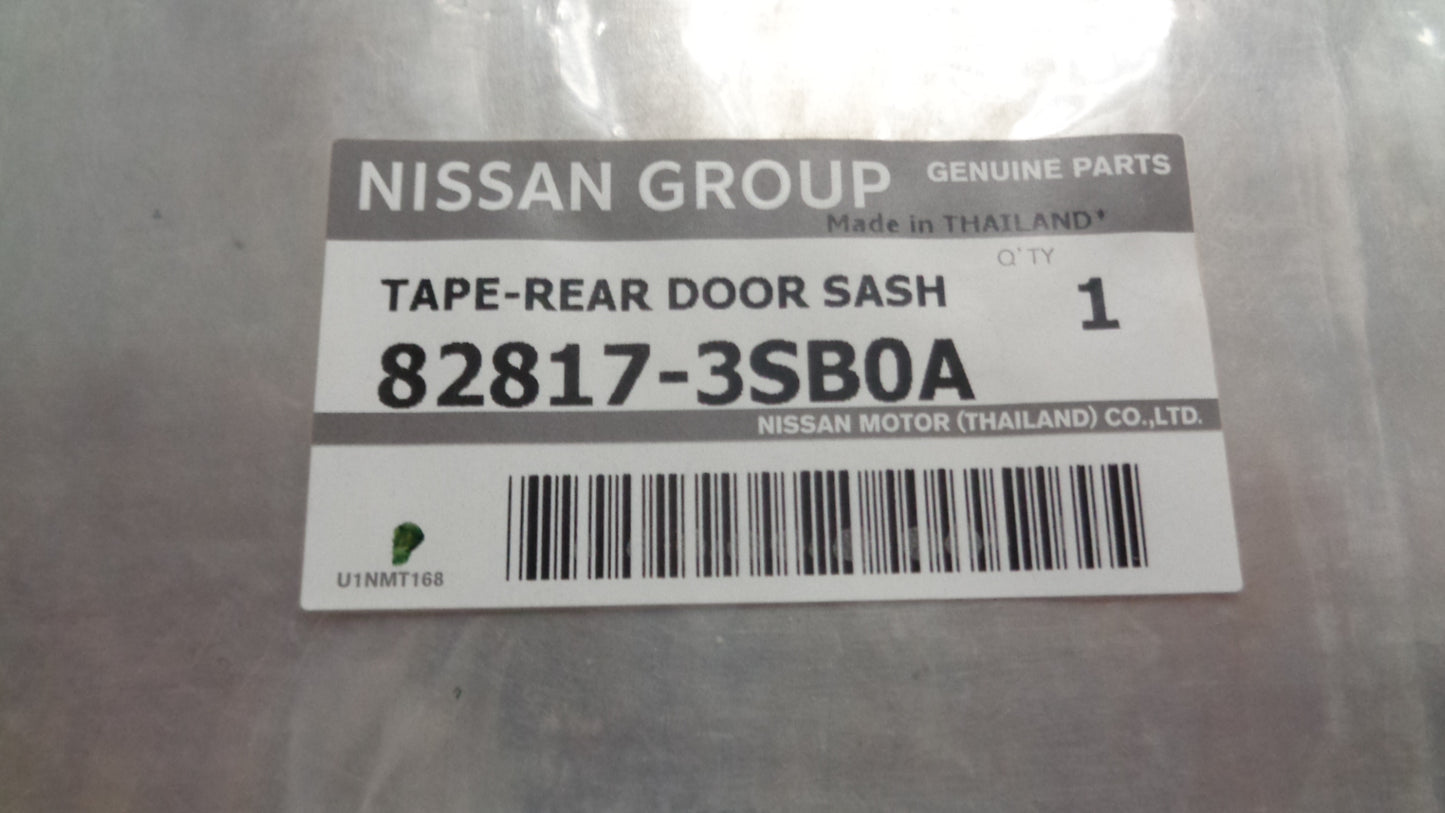 NISSAN GROUP GENUINE PARTS
Made in THAILAND
Q'TY
TAPE-REAR DOOR SASH 1
82817-3SB0A
NISSAN MOTOR (THAILAND) CO.,LTD.
U1NMT168